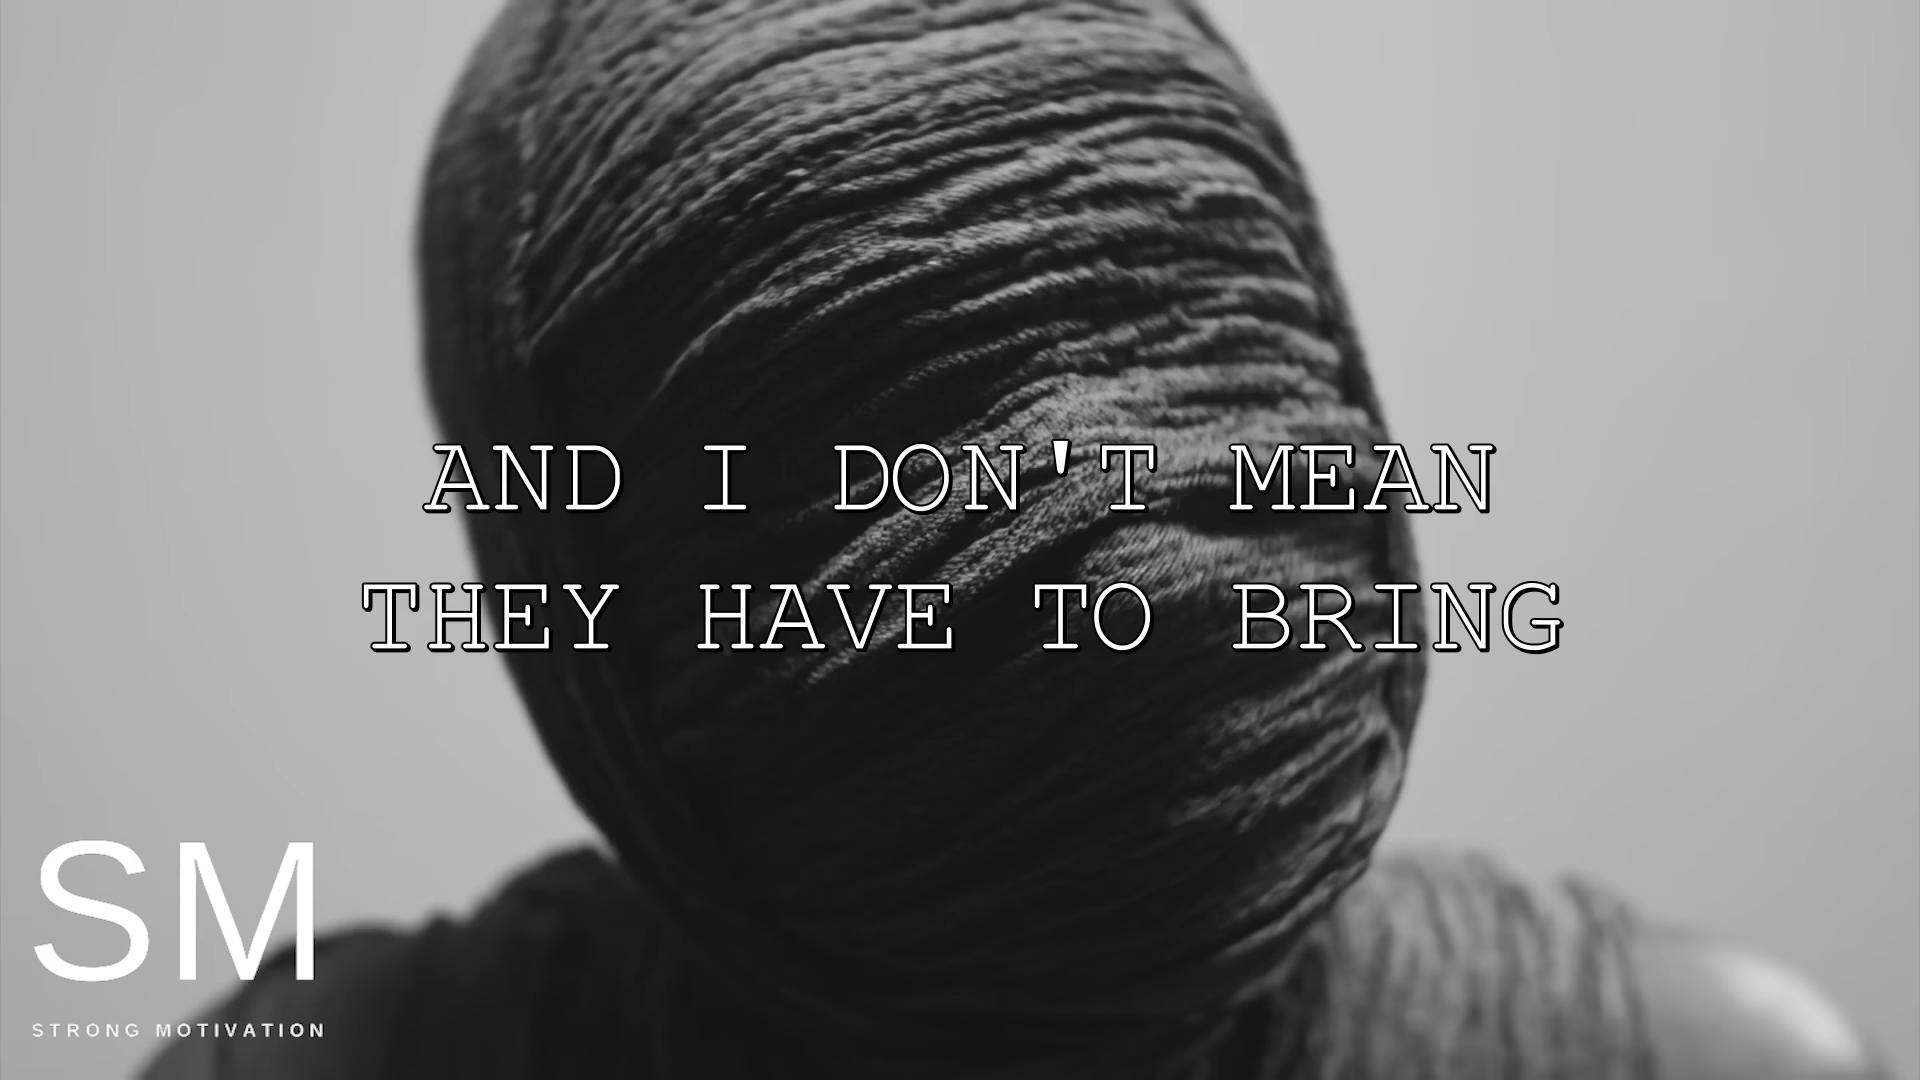 AND I DON'T MEAN
THEY HAVE TO BRING
SM
STRONG MOTIVATION